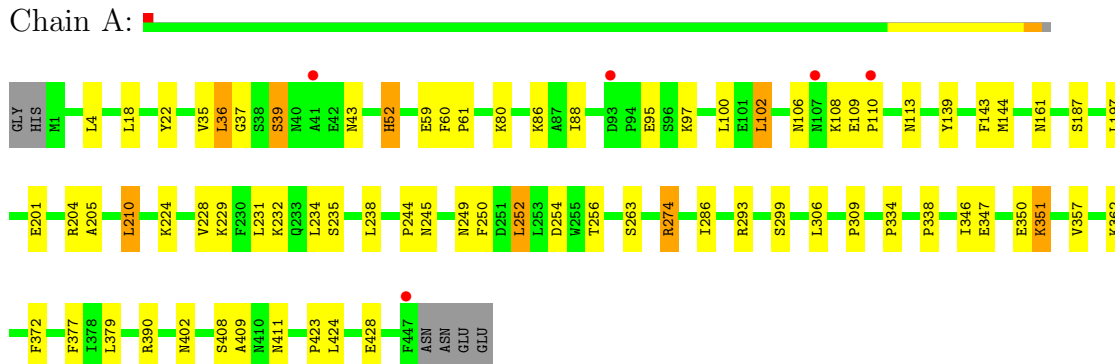 Chain A:
GLY HIS M1 L4 L18 Y22 V35 L36 G37 S38 S39 N40 A41 E42 N43 H52 E59 F60 P61 K80 K86 A87 I88 D93 P94 E95 S96 K97 L100 E101 L102 N106 N107 K108 E109 P110 N113 Y139 F143 M144 N161 S187 L197
E201 R204 A205 L210 K224 V228 K229 F230 L231 K232 Q233 L234 S235 L238 P244 N245 N249 F250 D251 L252 L253 D254 W255 T256 S263 R274 I286 R293 S299 L306 P309 P334 P338 I346 E347 E350 K351 V357
F372 F377 I378 L379 R390 N402 S408 A409 N410 N411 P423 L424 E428 F447 ASN ASN GLU GLU